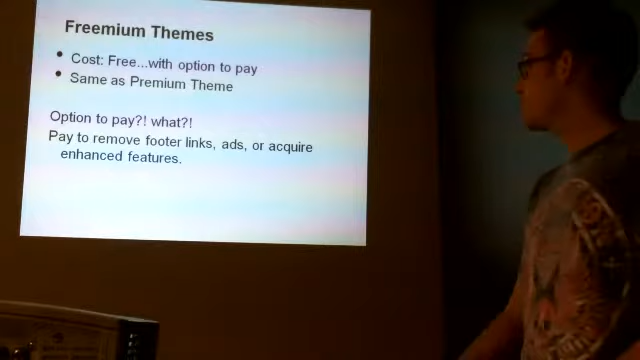 Freemium Themes
• Cost: Free...with option to pay
• Same as Premium Theme
Option to pay?! what?!
Pay to remove footer links, ads, or acquire
enhanced features.